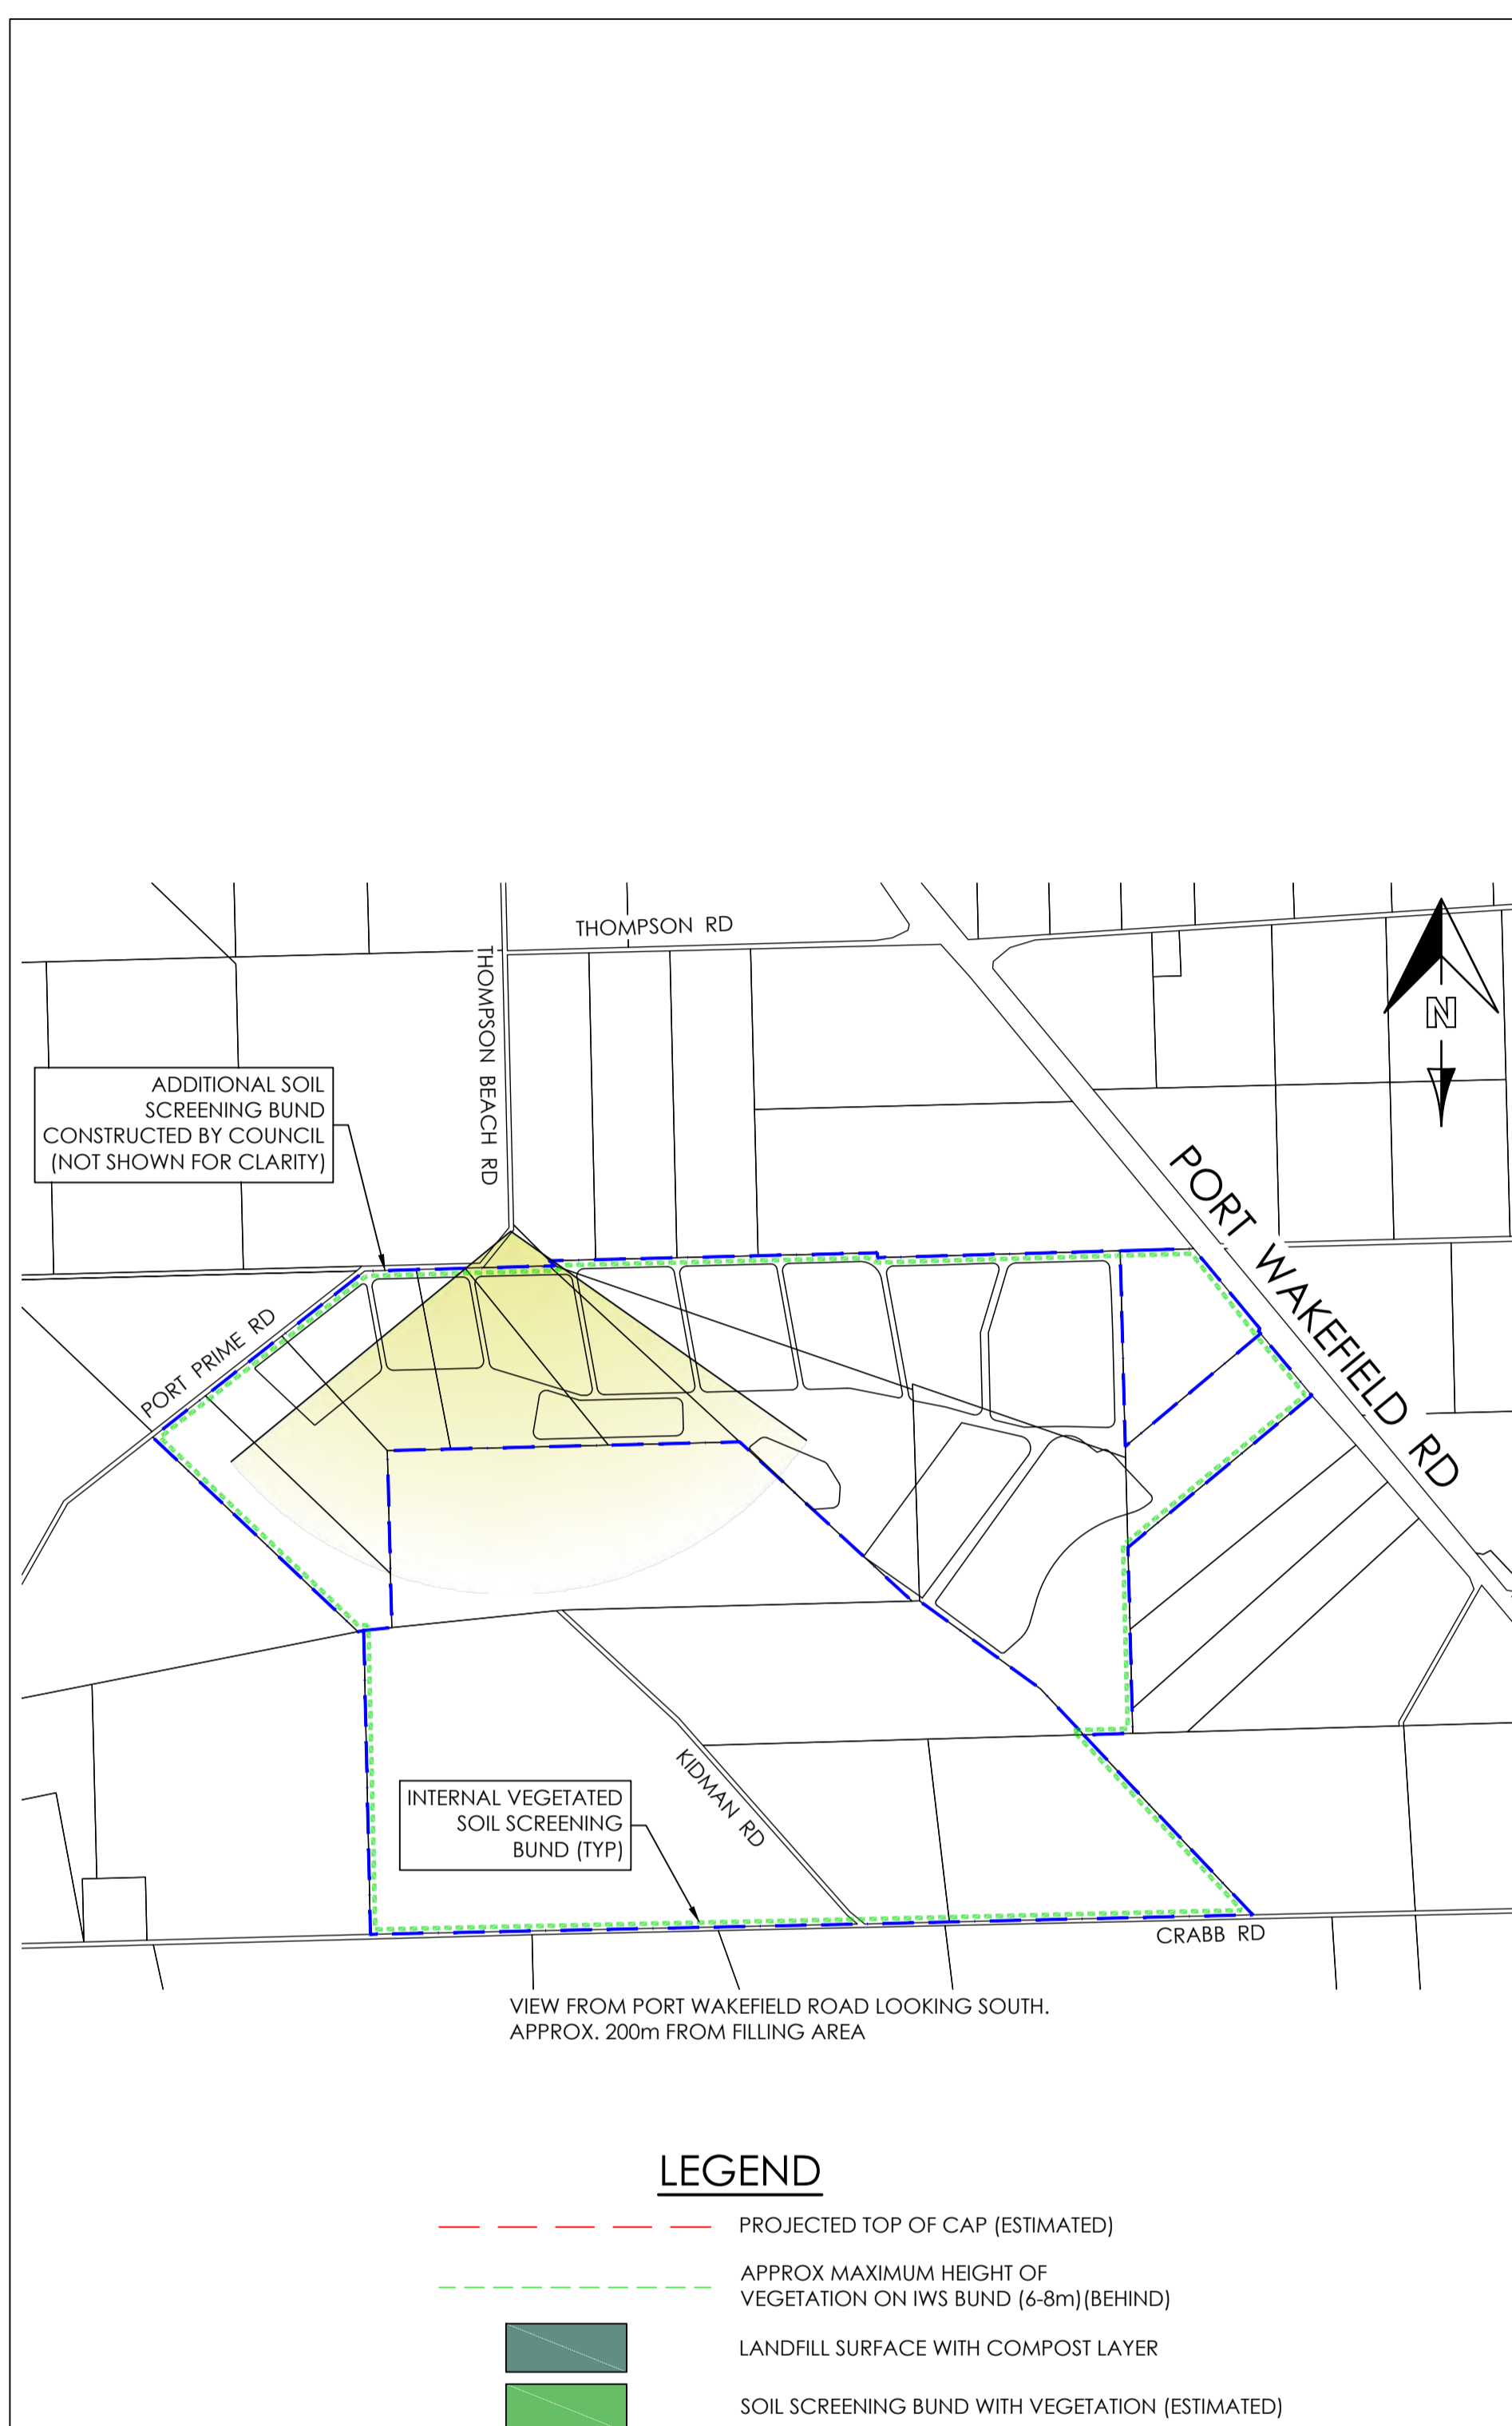 THOMPSON RD
THOMPSON BEACH RD
N
ADDITIONAL SOIL
SCREENING BUND
CONSTRUCTED BY COUNCIL
(NOT SHOWN FOR CLARITY)
PORT WAKEFIELD RD
PORT PRIME RD
KIDMAN RD
INTERNAL VEGETATED
SOIL SCREENING
BUND (TYP)
CRABB RD
VIEW FROM PORT WAKEFIELD ROAD LOOKING SOUTH.
APPROX. 200m FROM FILLING AREA
LEGEND
PROJECTED TOP OF CAP (ESTIMATED)
APPROX MAXIMUM HEIGHT OF
VEGETATION ON IWS BUND (6-8m)(BEHIND)
LANDFILL SURFACE WITH COMPOST LAYER
SOIL SCREENING BUND WITH VEGETATION (ESTIMATED)